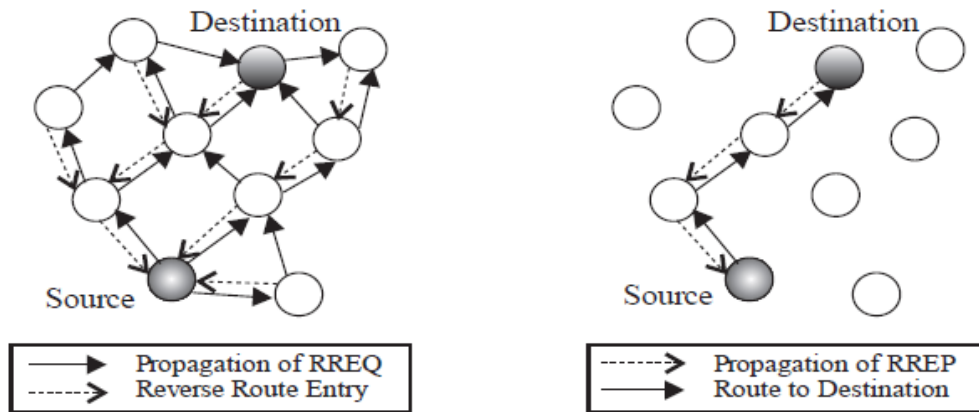 Destination
Source
Propagation of RREQ
Reverse Route Entry
Destination
Source
Propagation of RREP
Route to Destination